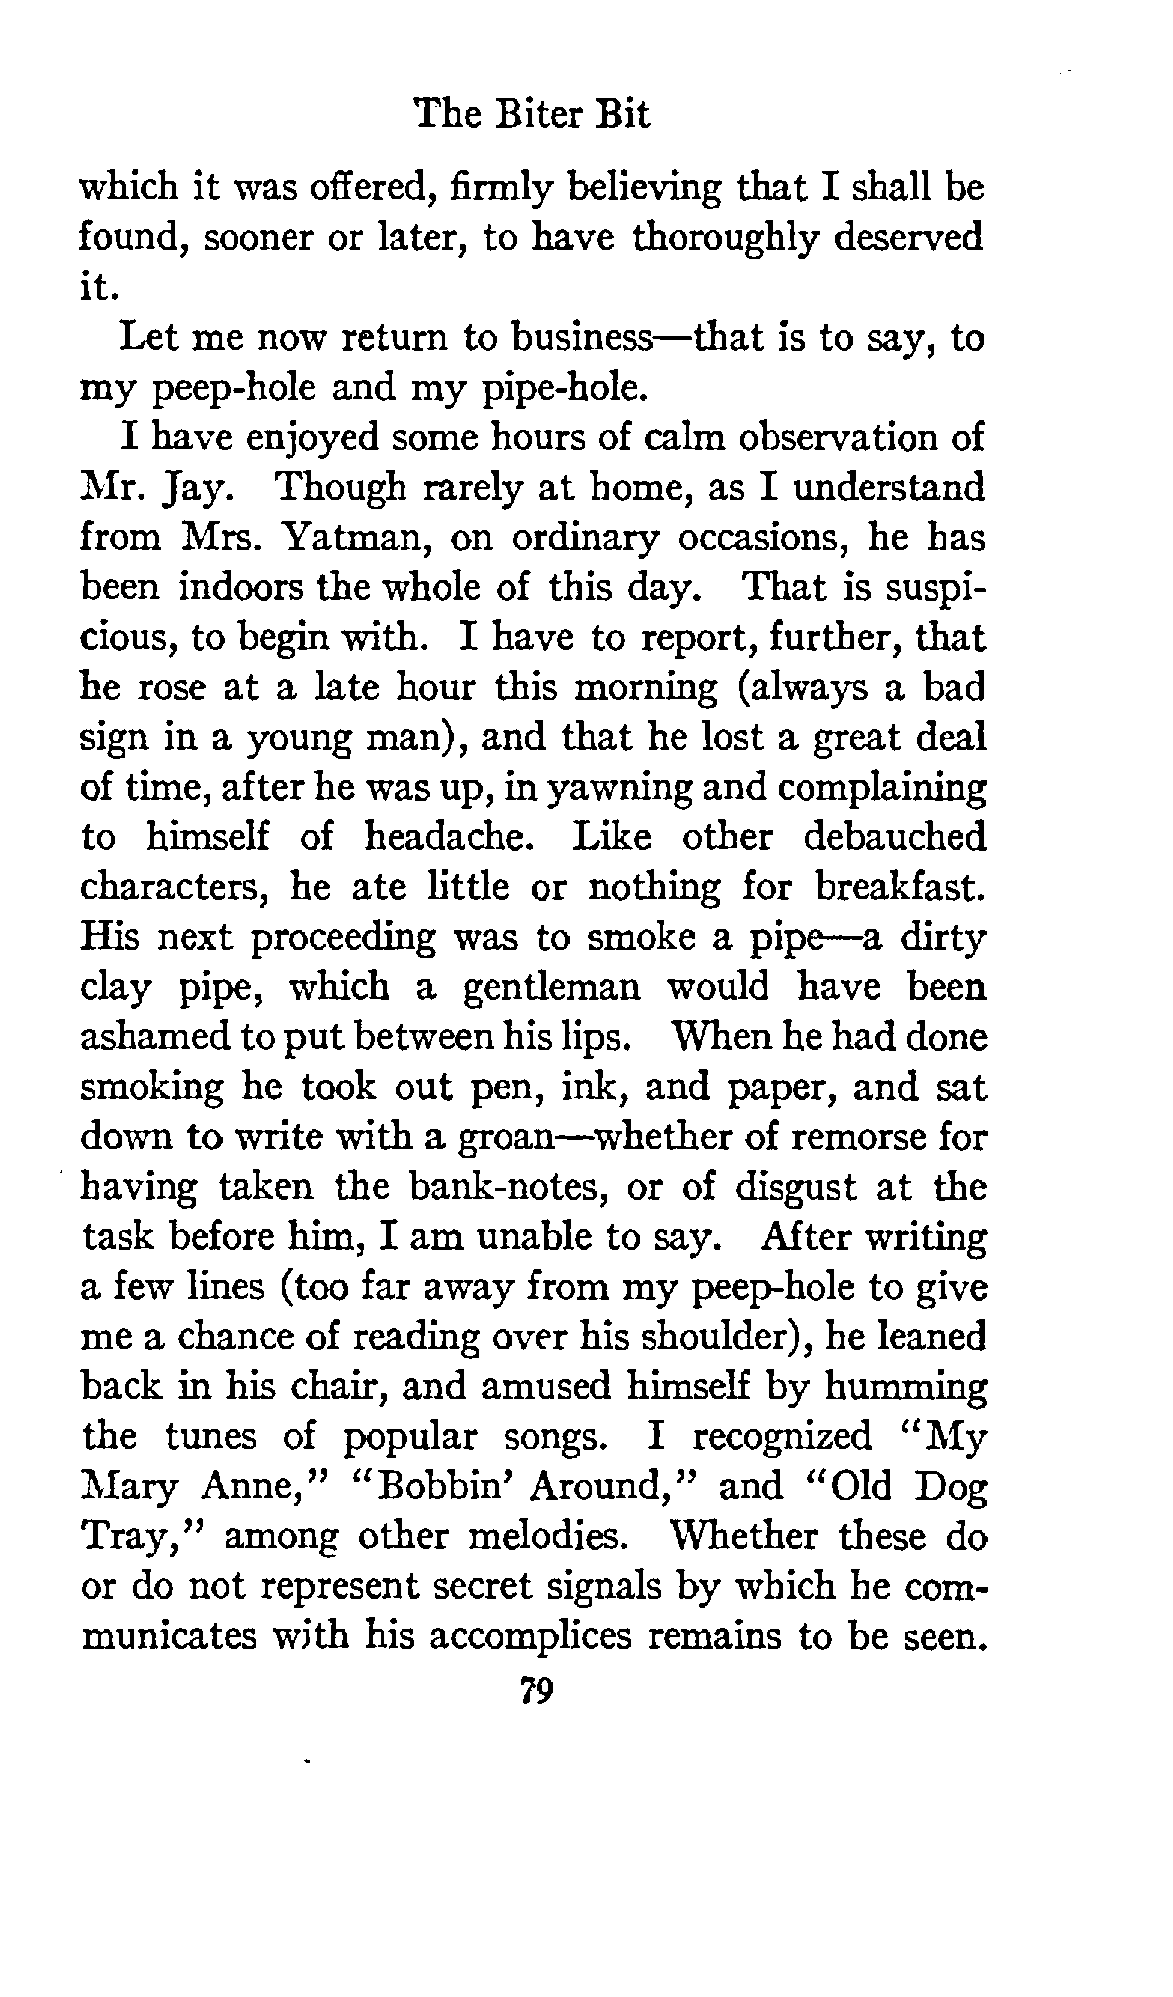 The Biter Bit
which it was offered, firmly believing that I shall be
found, sooner or later, to have thoroughly deserved
it.
Let me now return to business—that is to say, to
my peep-hole and my pipe-hole.
I have enjoyed some hours of calm observation of
Mr. Jay. Though rarely at home, as I understand
from Mrs. Yatman, on ordinary occasions, he has
been indoors the whole of this day. That is suspi-
cious, to begin with. I have to report, further, that
he rose at a late hour this morning (always a bad
sign in a young man), and that he lost a great deal
of time, after he was up, in yawning and complaining
to himself of headache. Like other debauched
characters, he ate little or nothing for breakfast.
His next proceeding was to smoke a pipe—a dirty
clay pipe, which a gentleman would have been
ashamed to put between his lips. When he had done
smoking he took out pen, ink, and paper, and sat
down to write with a groan—whether of remorse for
having taken the bank-notes, or of disgust at the
task before him, I am unable to say. After writing
a few lines (too far away from my peep-hole to give
me a chance of reading over his shoulder), he leaned
back in his chair, and amused himself by humming
the tunes of popular songs. I recognized "My
Mary Anne," "Bobbin' Around," and "Old Dog
Tray," among other melodies. Whether these do
or do not represent secret signals by which he com-
municates with his accomplices remains to be seen.
79